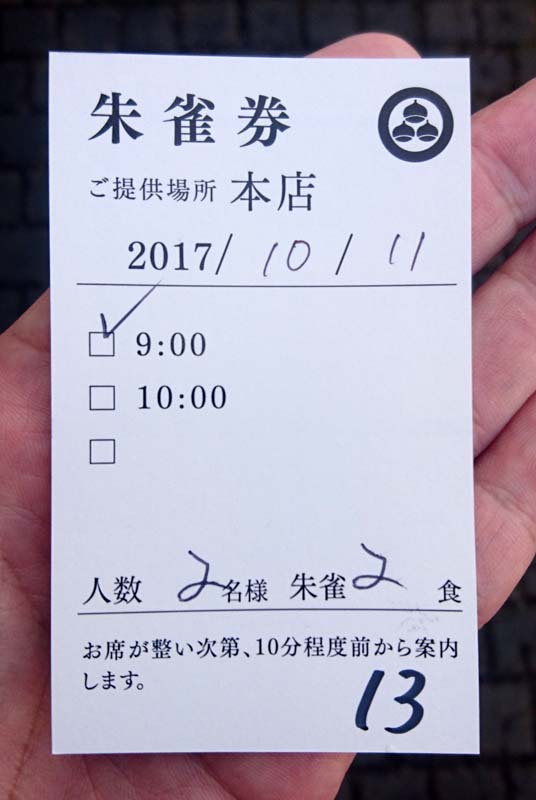 朱雀券
ご提供場所 本店
2017/10/11
9:00
10:00
人数 2名様 朱雀2食
お席が整い次第、10分程度前から案内
します。
13